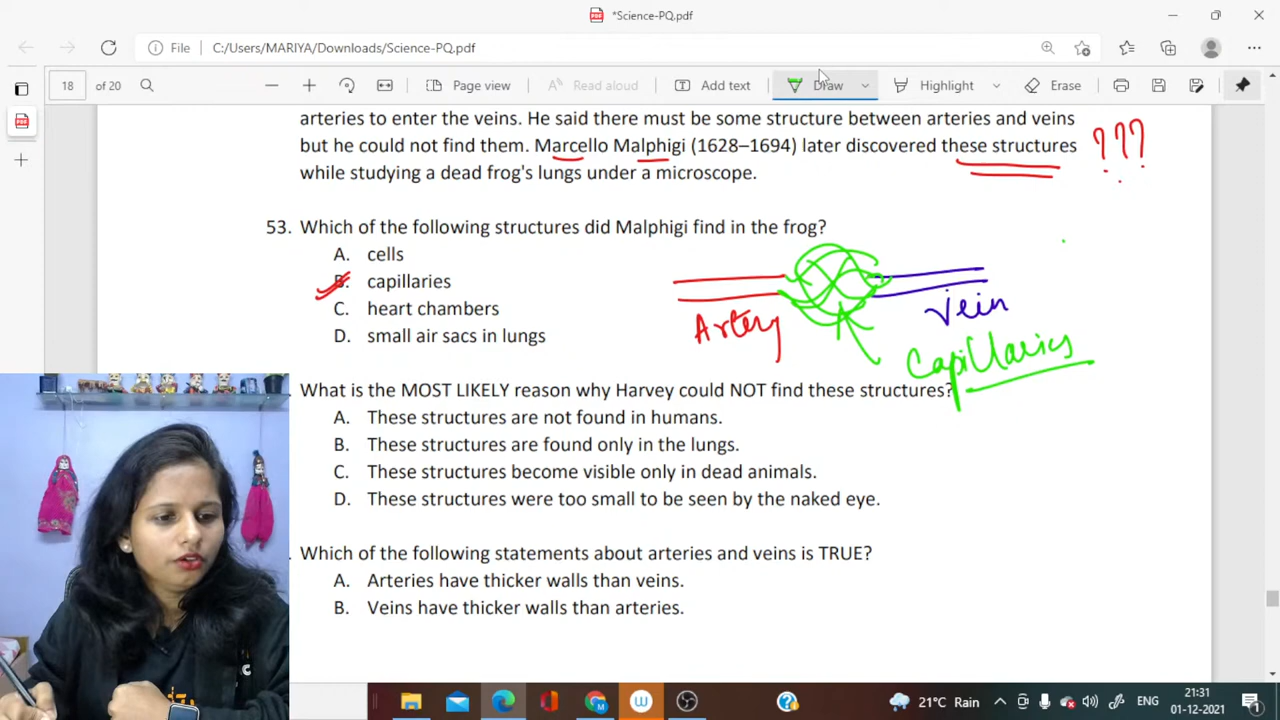 *Science-PQ.pdf
File C:/Users/MARIYA/Downloads/Science-PQ.pdf
18 of 20 Page view Read aloud Add text Draw Highlight Erase
arteries to enter the veins. He said there must be some structure between arteries and veins
but he could not find them. Marcello Malphigi (1628–1694) later discovered these structures ???
while studying a dead frog's lungs under a microscope.
53. Which of the following structures did Malphigi find in the frog?
A. cells
B. capillaries
C. heart chambers
D. small air sacs in lungs
Artery
Vein
Capillaries
What is the MOST LIKELY reason why Harvey could NOT find these structures?
A. These structures are not found in humans.
B. These structures are found only in the lungs.
C. These structures become visible only in dead animals.
D. These structures were too small to be seen by the naked eye.
Which of the following statements about arteries and veins is TRUE?
A. Arteries have thicker walls than veins.
B. Veins have thicker walls than arteries.
21°C Rain ENG 21:31
01-12-2021